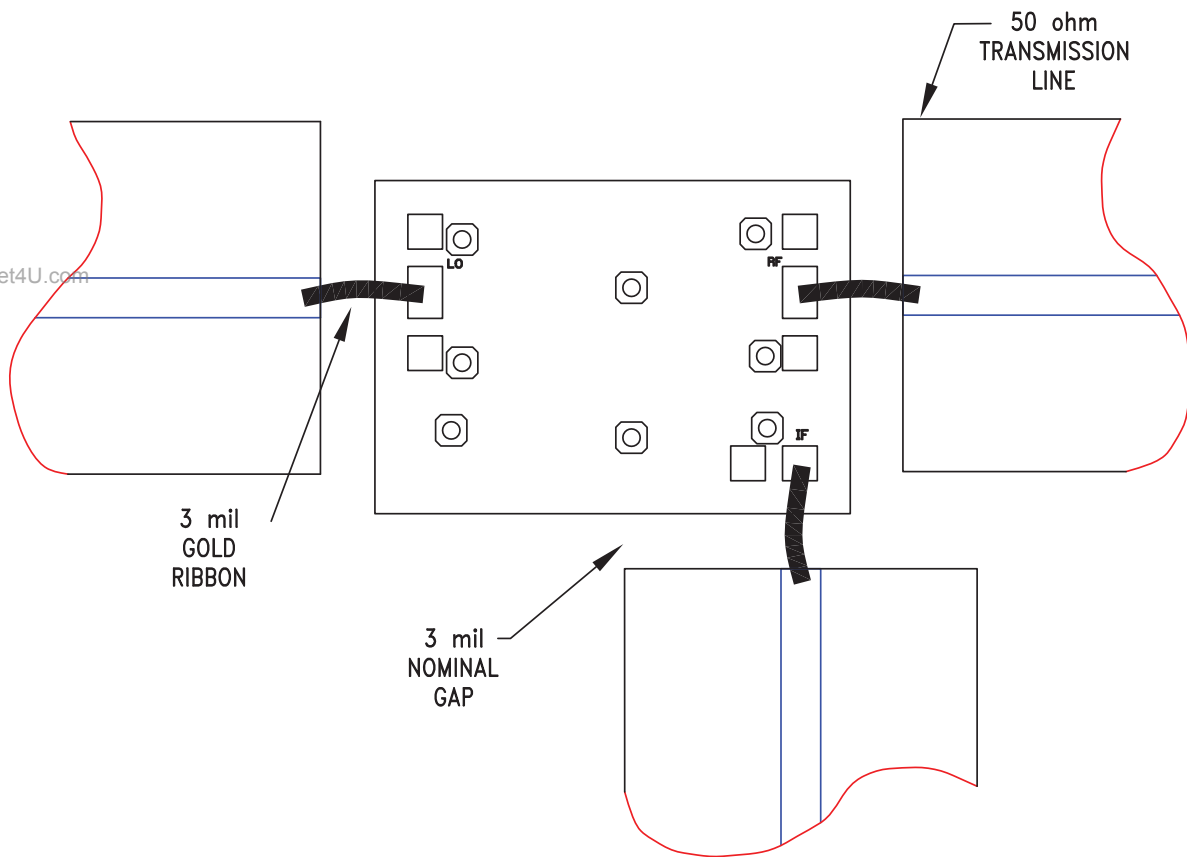 50 ohm
TRANSMISSION
LINE
et4U.com
LO
RF
IF
3 mil
GOLD
RIBBON
3 mil
NOMINAL
GAP